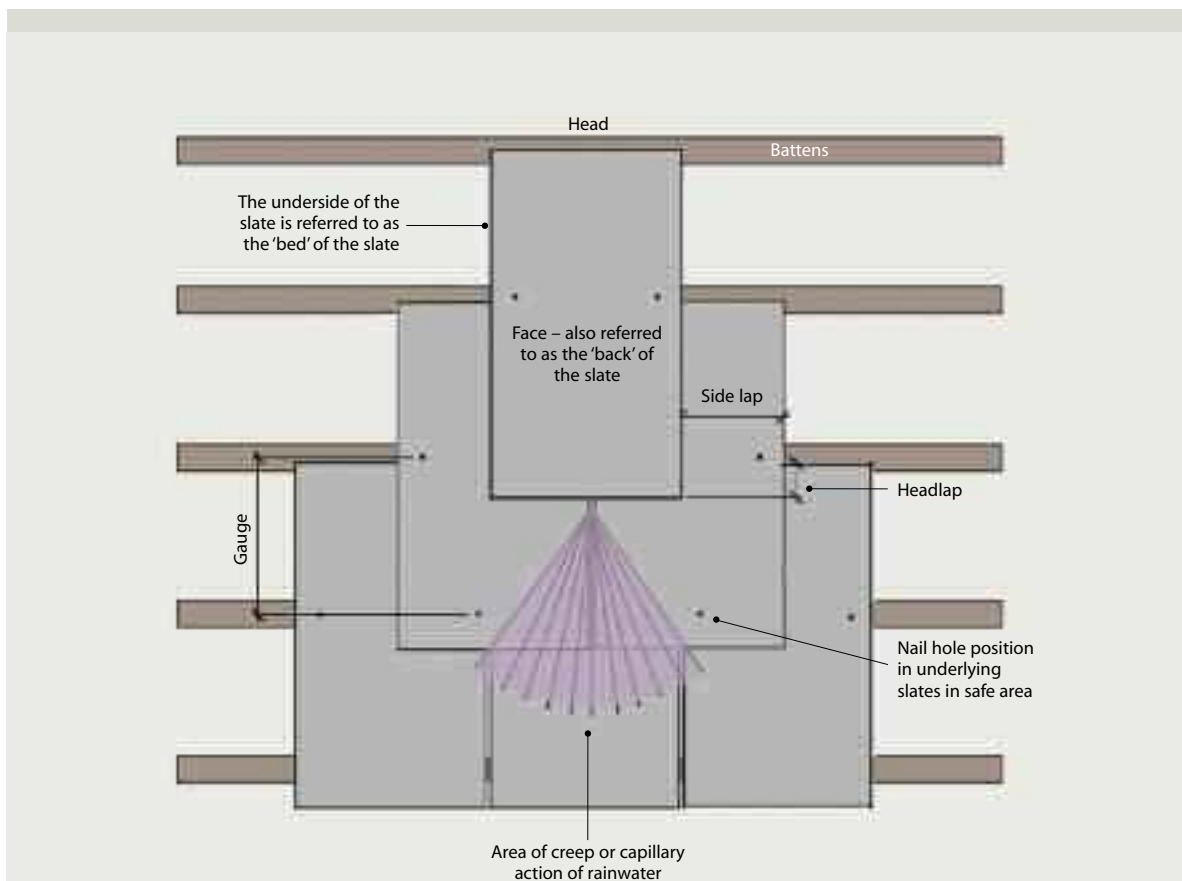 Head
Battens
The underside of the
slate is referred to as
the ‘bed’ of the slate
Face – also referred
to as the ‘back’ of
the slate
Side lap
Headlap
Gauge
Nail hole position
in underlying
slates in safe area
Area of creep or capillary
action of rainwater